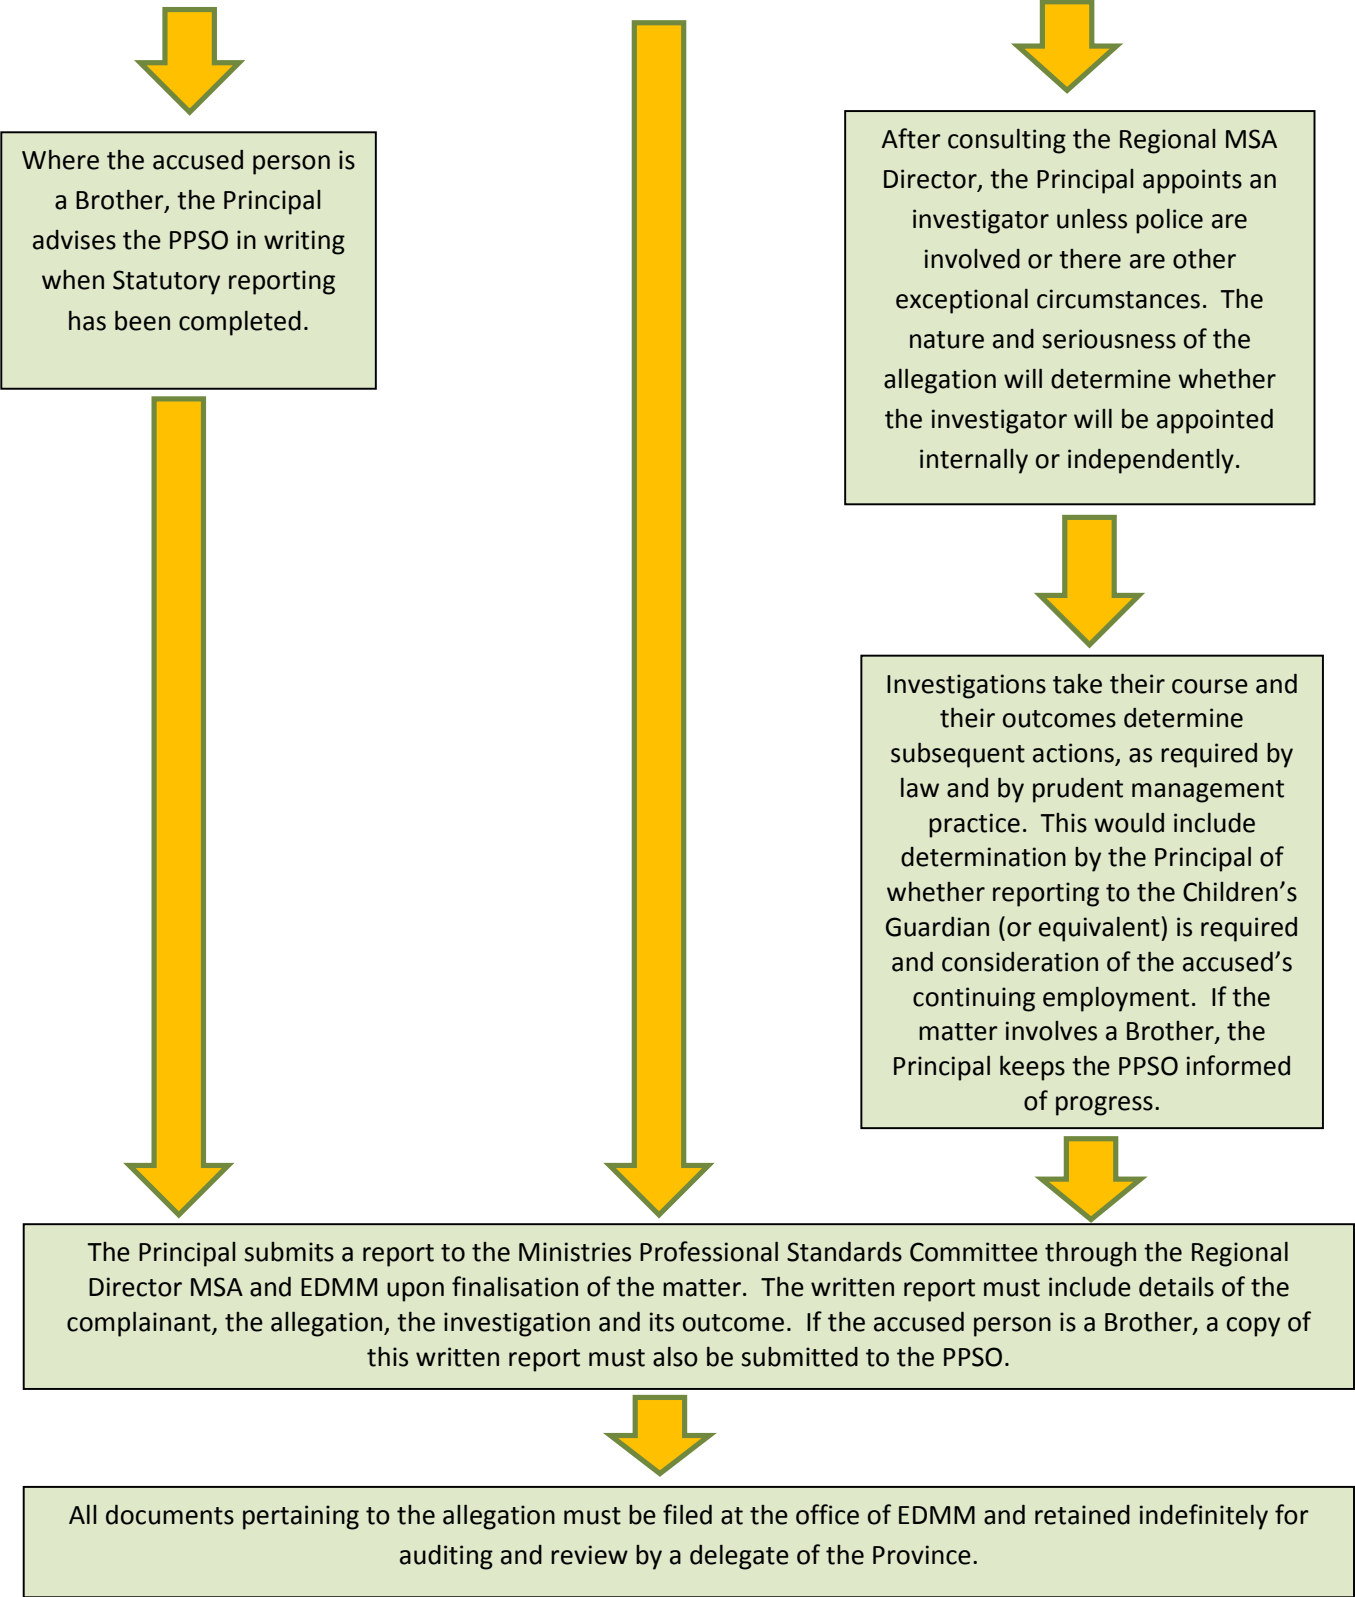 Where the accused person is
a Brother, the Principal
advises the PPSO in writing
when Statutory reporting
has been completed.
After consulting the Regional MSA
Director, the Principal appoints an
investigator unless police are
involved or there are other
exceptional circumstances.  The
nature and seriousness of the
allegation will determine whether
the investigator will be appointed
internally or independently.
Investigations take their course and
their outcomes determine
subsequent actions, as required by
law and by prudent management
practice.  This would include
determination by the Principal of
whether reporting to the Children’s
Guardian (or equivalent) is required
and consideration of the accused’s
continuing employment.  If the
matter involves a Brother, the
Principal keeps the PPSO informed
of progress.
The Principal submits a report to the Ministries Professional Standards Committee through the Regional
Director MSA and EDMM upon finalisation of the matter.  The written report must include details of the
complainant, the allegation, the investigation and its outcome.  If the accused person is a Brother, a copy of
this written report must also be submitted to the PPSO.
All documents pertaining to the allegation must be filed at the office of EDMM and retained indefinitely for
auditing and review by a delegate of the Province.